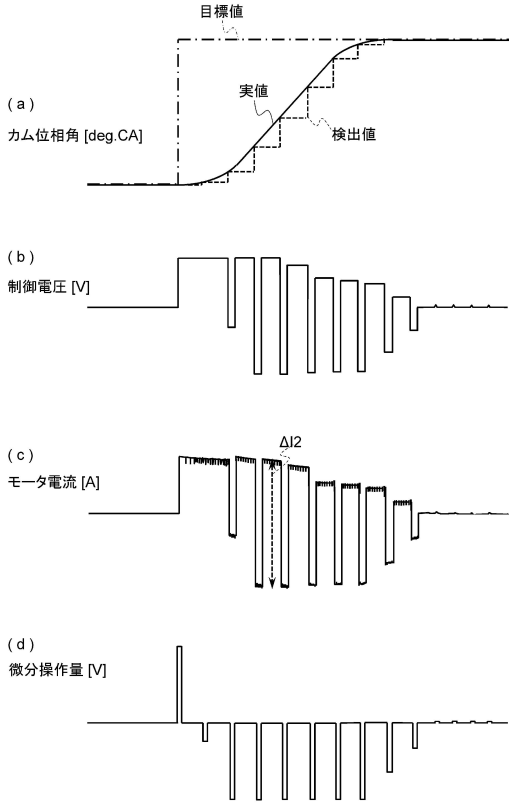 目標値
( a )
カム位相角 [deg.CA]
実値
検出値
( b )
制御電圧 [V]
( c )
モータ電流 [A]
ΔI2
( d )
微分操作量 [V]